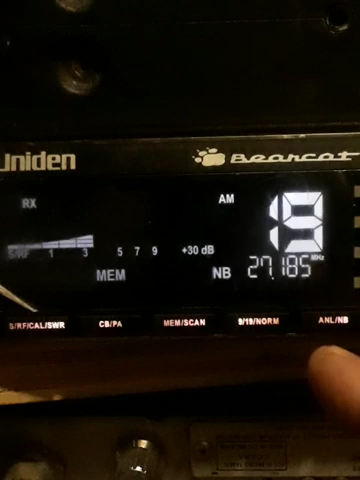 Uniden Bearcat
RX AM 19
S/RF 1 3 5 7 9 +30 dB
MEM NB 27.185 MHz
S/RF/CAL/SWR CB/PA MEM/SCAN 9/19/NORM ANL/NB